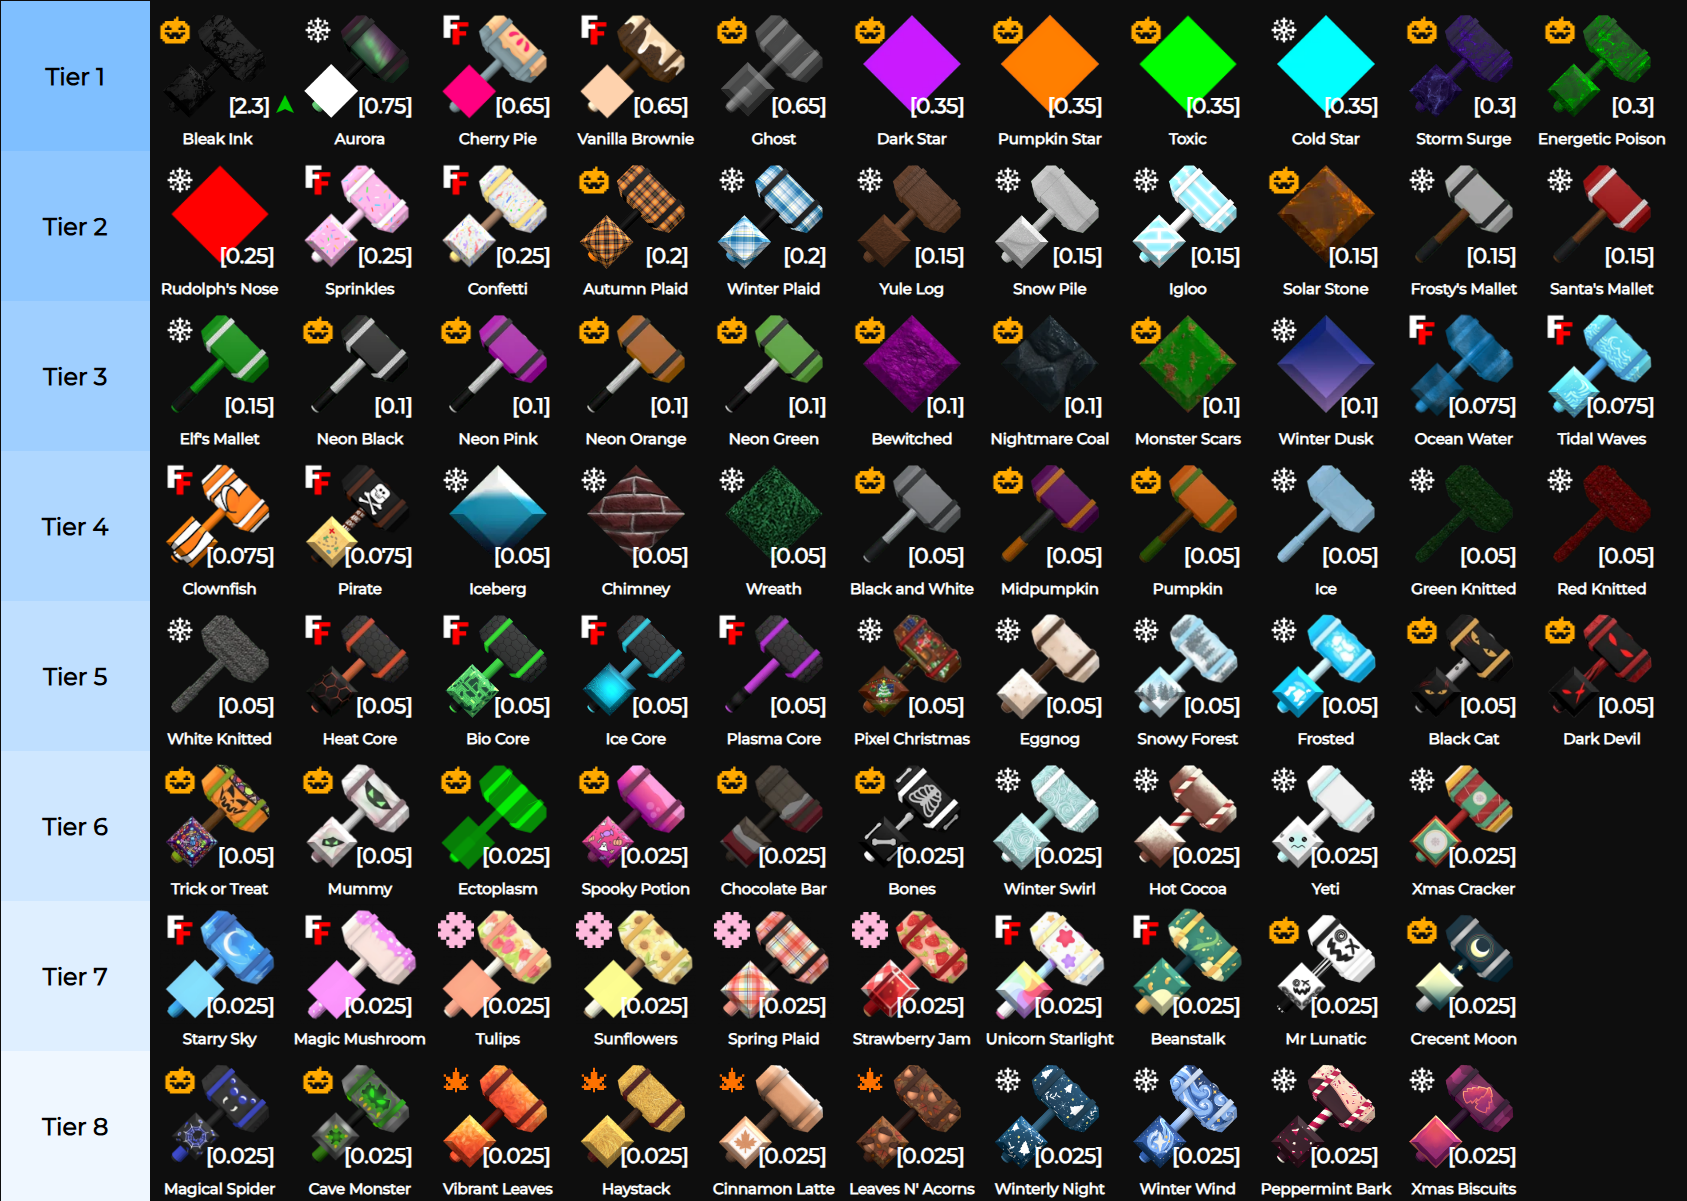 Tier 1
[2.3] [0.75] [0.65] [0.65] [0.65] [0.35] [0.35] [0.35] [0.35] [0.3] [0.3]
Bleak Ink Aurora Cherry Pie Vanilla Brownie Ghost Dark Star Pumpkin Star Toxic Cold Star Storm Surge Energetic Poison
Tier 2
[0.25] [0.25] [0.25] [0.2] [0.2] [0.15] [0.15] [0.15] [0.15] [0.15] [0.15]
Rudolph's Nose Sprinkles Confetti Autumn Plaid Winter Plaid Yule Log Snow Pile Igloo Solar Stone Frosty's Mallet Santa's Mallet
Tier 3
[0.15] [0.1] [0.1] [0.1] [0.1] [0.1] [0.1] [0.1] [0.1] [0.075] [0.075]
Elf's Mallet Neon Black Neon Pink Neon Orange Neon Green Bewitched Nightmare Coal Monster Scars Winter Dusk Ocean Water Tidal Waves
Tier 4
[0.075] [0.075] [0.05] [0.05] [0.05] [0.05] [0.05] [0.05] [0.05] [0.05] [0.05]
Clownfish Pirate Iceberg Chimney Wreath Black and White Midpumpkin Pumpkin Ice Green Knitted Red Knitted
Tier 5
[0.05] [0.05] [0.05] [0.05] [0.05] [0.05] [0.05] [0.05] [0.05] [0.05] [0.05]
White Knitted Heat Core Bio Core Ice Core Plasma Core Pixel Christmas Eggnog Snowy Forest Frosted Black Cat Dark Devil
Tier 6
[0.05] [0.05] [0.025] [0.025] [0.025] [0.025] [0.025] [0.025] [0.025] [0.025]
Trick or Treat Mummy Ectoplasm Spooky Potion Chocolate Bar Bones Winter Swirl Hot Cocoa Yeti Xmas Cracker
Tier 7
[0.025] [0.025] [0.025] [0.025] [0.025] [0.025] [0.025] [0.025] [0.025] [0.025]
Starry Sky Magic Mushroom Tulips Sunflowers Spring Plaid Strawberry Jam Unicorn Starlight Beanstalk Mr Lunatic Crecent Moon
Tier 8
[0.025] [0.025] [0.025] [0.025] [0.025] [0.025] [0.025] [0.025] [0.025] [0.025]
Magical Spider Cave Monster Vibrant Leaves Haystack Cinnamon Latte Leaves N' Acorns Winterly Night Winter Wind Peppermint Bark Xmas Biscuits